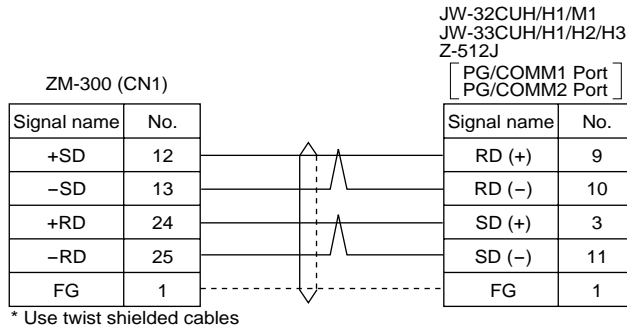 JW-32CUH/H1/M1
JW-33CUH/H1/H2/H3
Z-512J
PG/COMM1 Port
PG/COMM2 Port
ZM-300 (CN1)
Signal name No. Signal name No.
+SD 12 RD (+) 9
−SD 13 RD (−) 10
+RD 24 SD (+) 3
−RD 25 SD (−) 11
FG 1 FG 1
* Use twist shielded cables